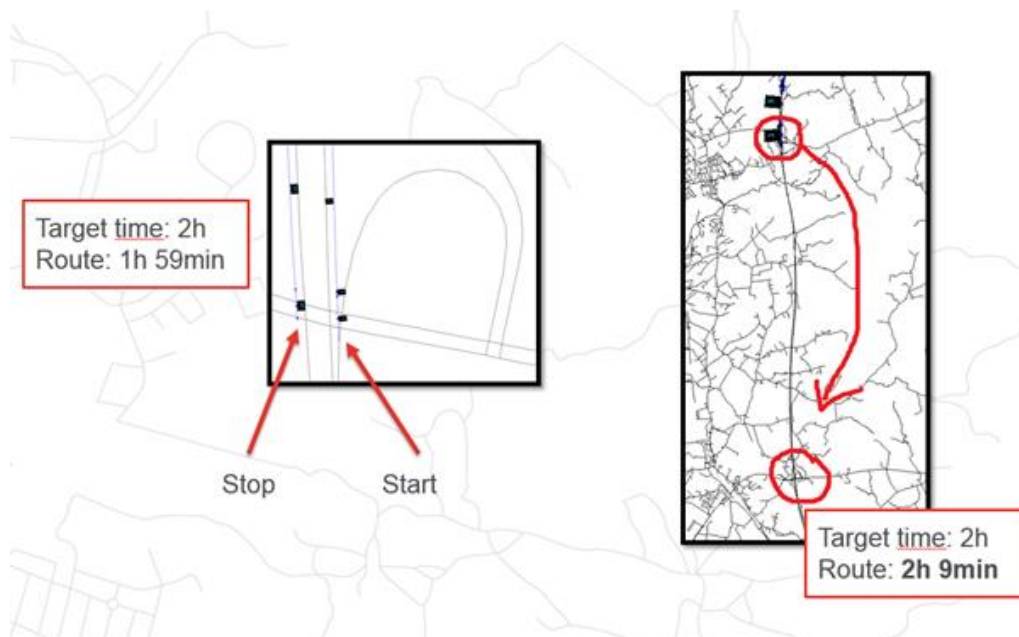 Target time: 2h
Route: 1h 59min
Stop
Start
Target time: 2h
Route: 2h 9min